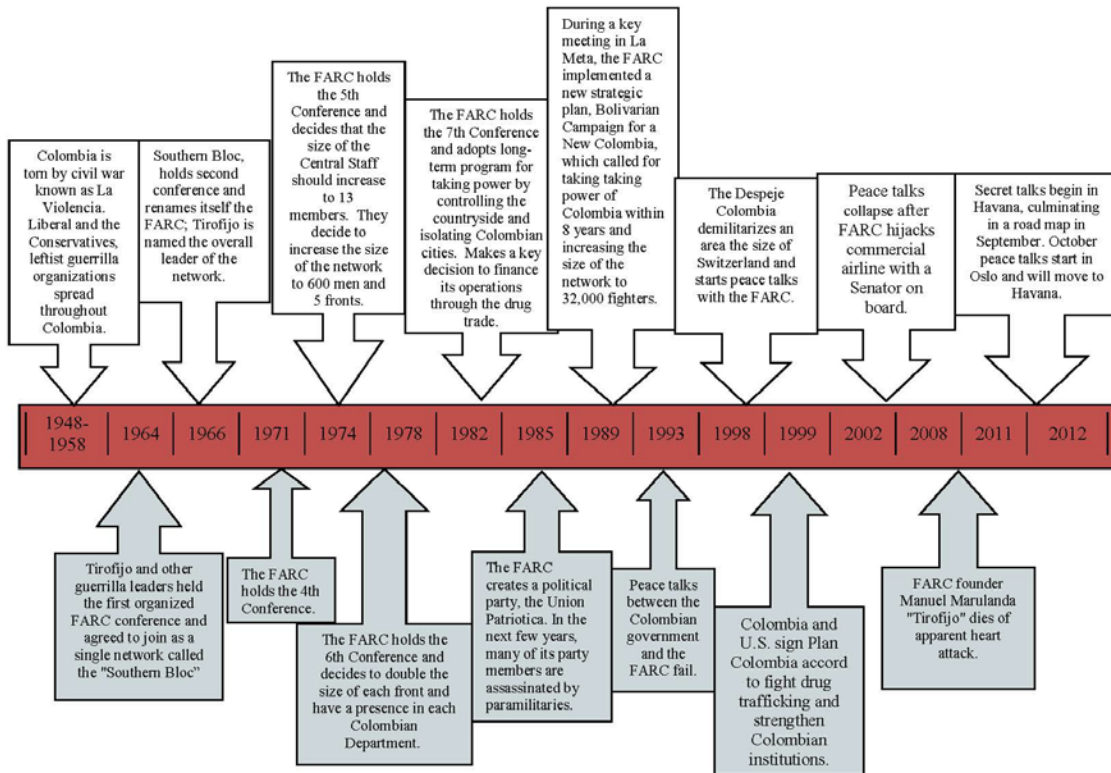 Colombia is
torn by civil war
known as La
Violencia.
Liberal and the
Conservatives,
leftist guerrilla
organizations
spread
throughout
Colombia.
Southern Bloc,
holds second
conference and
renames itself the
FARC; Tirofijo is
named the overall
leader of the
network.
The FARC holds
the 5th
Conference and
decides that the
size of the
Central Staff
should increase
to 13
members. They
decide to
increase the size
of the network
to 600 men and
5 fronts.
The FARC holds
the 7th Conference
and adopts long-
term program for
taking power by
controlling the
countryside and
isolating Colombian
cities. Makes a key
decision to finance
its operations
through the drug
trade.
During a key
meeting in La
Meta, the FARC
implemented a
new strategic
plan, Bolivarian
Campaign for a
New Colombia,
which called for
taking taking
power of
Colombia within
8 years and
increasing the
size of the
network to
32,000 fighters.
The Despeje
Colombia
demilitarizes an
area the size of
Switzerland and
starts peace talks
with the FARC.
Peace talks
collapse after
FARC hijacks
commercial
airline with a
Senator on
board.
Secret talks begin in
Havana, culminating
in a road map in
September. October
peace talks start in
Oslo and will move to
Havana.
1948-
1958
1964
1966
1971
1974
1978
1982
1985
1989
1993
1998
1999
2002
2008
2011
2012
Tirofijo and other
guerrilla leaders held
the first organized
FARC conference and
agreed to join as a
single network called
the "Southern Bloc”
The FARC
holds the 4th
Conference.
The FARC holds the
6th Conference and
decides to double the
size of each front and
have a presence in each
Colombian
Department.
The FARC
creates a political
party, the Union
Patriotica. In the
next few years,
many of its party
members are
assassinated by
paramilitaries.
Peace talks
between the
Colombian
government
and the
FARC fail.
Colombia and
U.S. sign Plan
Colombia accord
to fight drug
trafficking and
strengthen
Colombian
institutions.
FARC founder
Manuel Marulanda
"Tirofijo" dies of
apparent heart
attack.